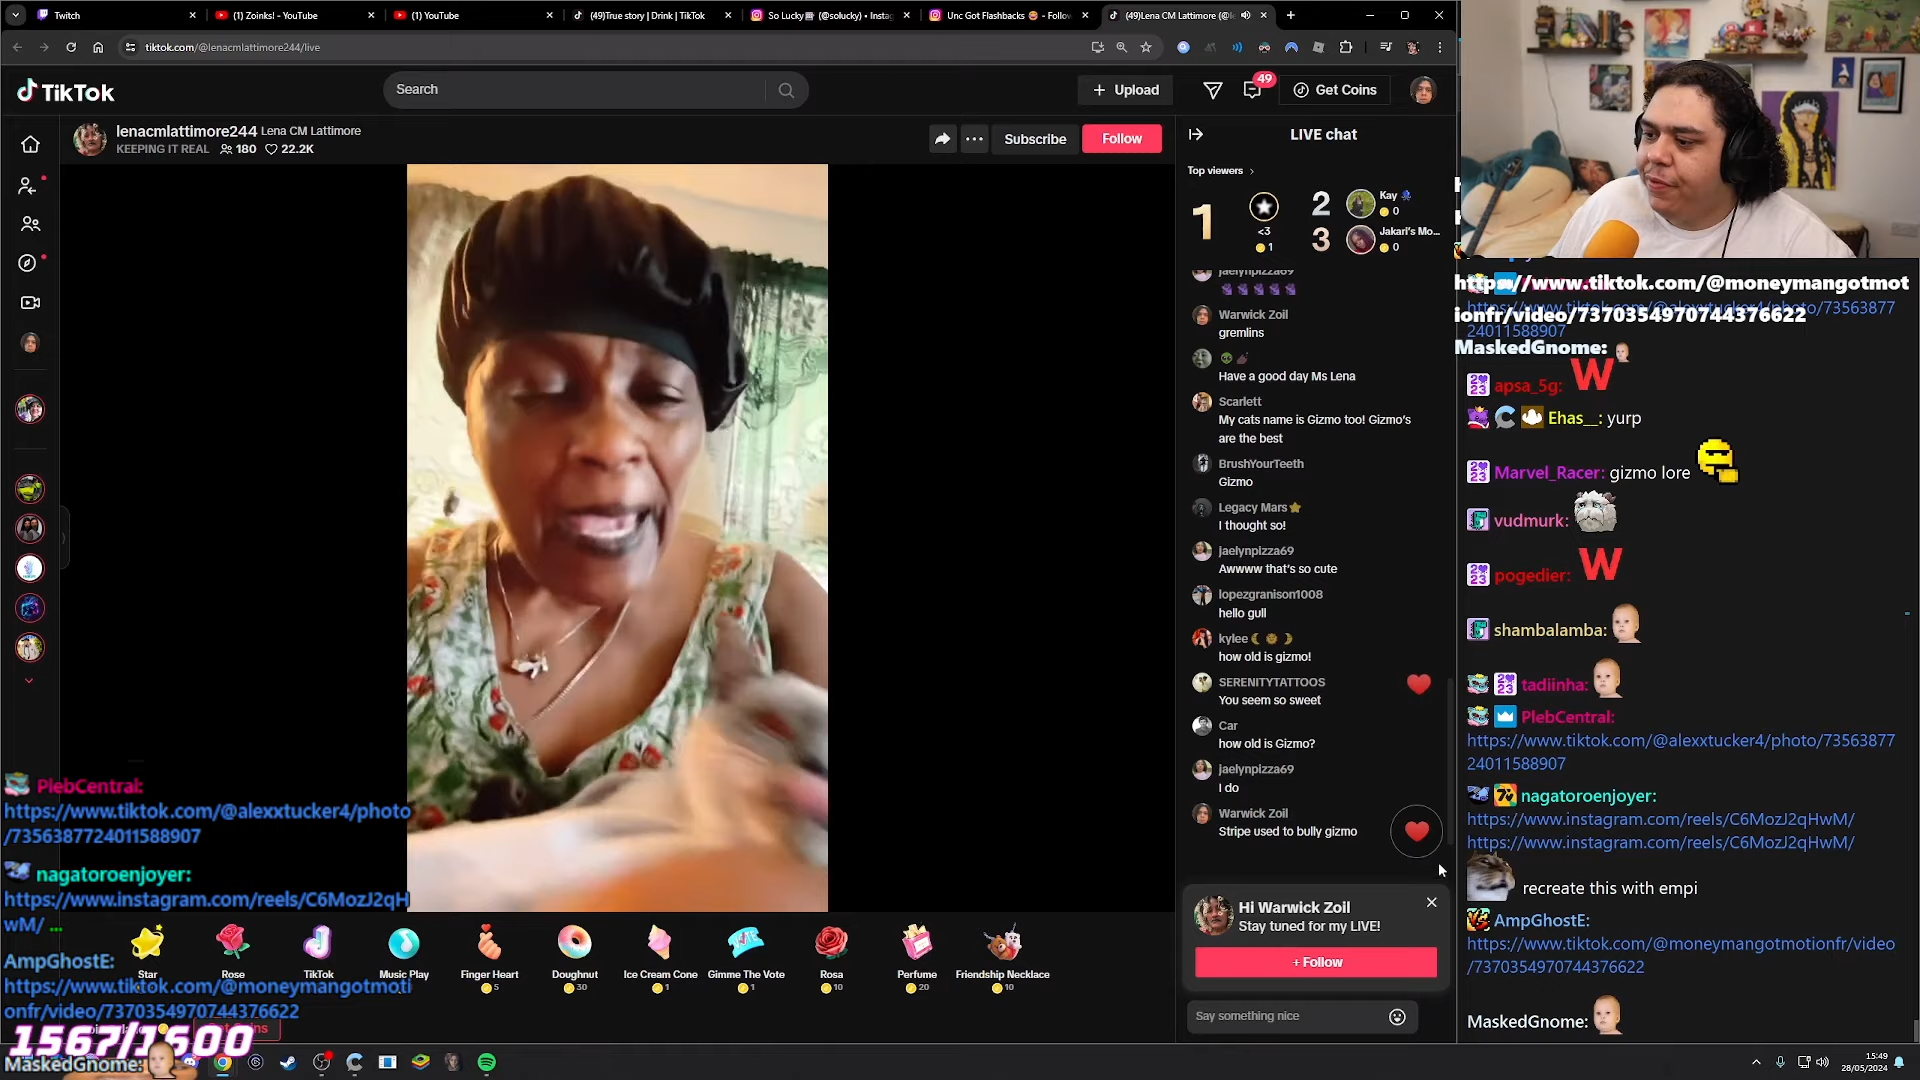 Twitch
(1) Zoinks! - YouTube
(1) YouTube
(49)True story | Drink | TikTok
So Lucky (@solucky) • Instag
Unc Got Flashbacks - Follow
(49)Lena CM Lattimore (@l
tiktok.com/@lenacmlattimore244/live
TikTok
Search
Upload
49
Get Coins
lenacmlattimore244 Lena CM Lattimore
KEEPING IT REAL 180 22.2K
Subscribe
Follow
LIVE chat
Top viewers
1
<3
1
2
Kay
0
3
Jakari's Mo...
0
jaelynpizza69
Warwick Zoil
gremlins
Have a good day Ms Lena
Scarlett
My cats name is Gizmo too! Gizmo's
are the best
BrushYourTeeth
Gizmo
Legacy Mars
I thought so!
jaelynpizza69
Awwww that's so cute
lopezgranison1008
hello gull
kylee
how old is gizmo!
SERENITYTATTOOS
You seem so sweet
Car
how old is Gizmo?
jaelynpizza69
I do
Warwick Zoil
Stripe used to bully gizmo
Hi Warwick Zoil
Stay tuned for my LIVE!
+ Follow
Say something nice
Star
Rose
TikTok
Music Play
Finger Heart
5
Doughnut
30
Ice Cream Cone
1
Gimme The Vote
1
Rosa
10
Perfume
20
Friendship Necklace
10
PlebCentral:
https://www.tiktok.com/@alexxtucker4/photo
/7356387724011588907
nagatoroenjoyer:
https://www.instagram.com/reels/C6MozJ2qH
wM/ ...
AmpGhostE:
https://www.tiktok.com/@moneymangotmoti
onfr/video/7370354970744376622
1567/1600
MaskedGnome:
https://www.tiktok.com/@moneymangotmot
ionfr/video/7370354970744376622
MaskedGnome:
https://www.tiktok.com/@alexxtucker4/photo/73563877
24011588907
apsa_5g: W
Ehas__: yurp
Marvel_Racer: gizmo lore
vudmurk:
pogedier: W
shambalamba:
tadiinha:
PlebCentral:
https://www.tiktok.com/@alexxtucker4/photo/73563877
24011588907
nagatoroenjoyer:
https://www.instagram.com/reels/C6MozJ2qHwM/
https://www.instagram.com/reels/C6MozJ2qHwM/
recreate this with empi
AmpGhostE:
https://www.tiktok.com/@moneymangotmotionfr/video
/7370354970744376622
MaskedGnome:
15:49
28/05/2024